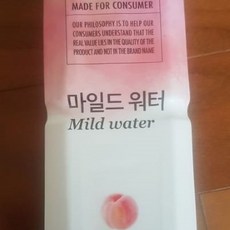 MADE FOR CONSUMER
OUR PHILOSOPHY IS TO HELP OUR
CONSUMERS UNDERSTAND THAT THE
REAL VALUE LIES IN THE QUALITY OF THE
PRODUCT AND NOT IN THE BRAND NAME
마일드 워터
Mild water